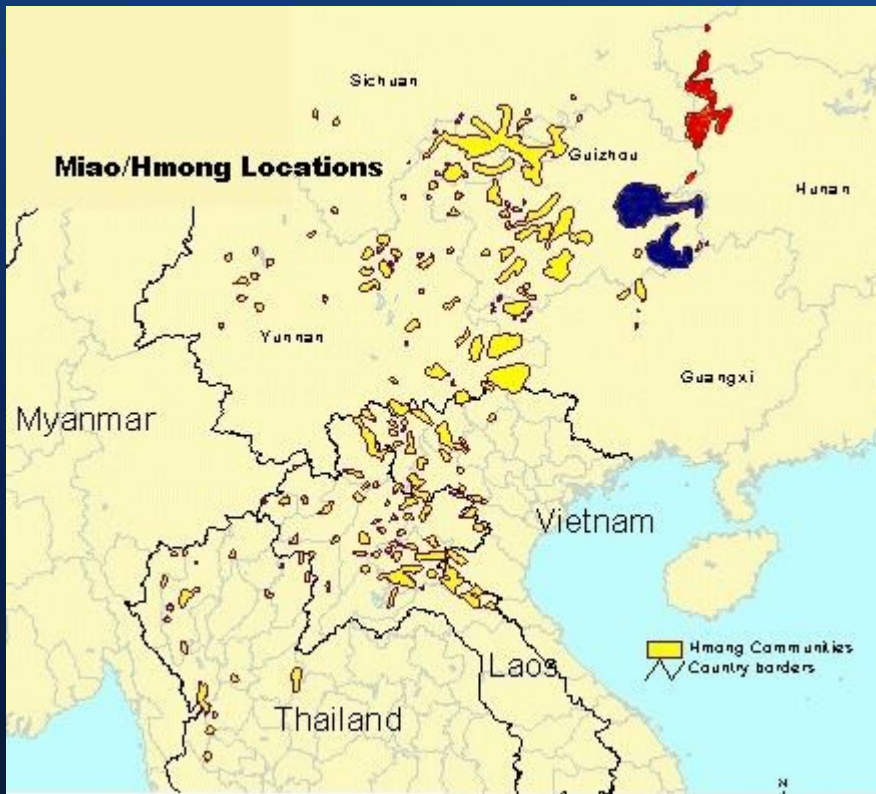 Sichuan
Miao/Hmong Locations
Guizhou
Hunan
Yunnan
Guangxi
Myanmar
Vietnam
Hmong Communities
Country borders
Laos
Thailand
N